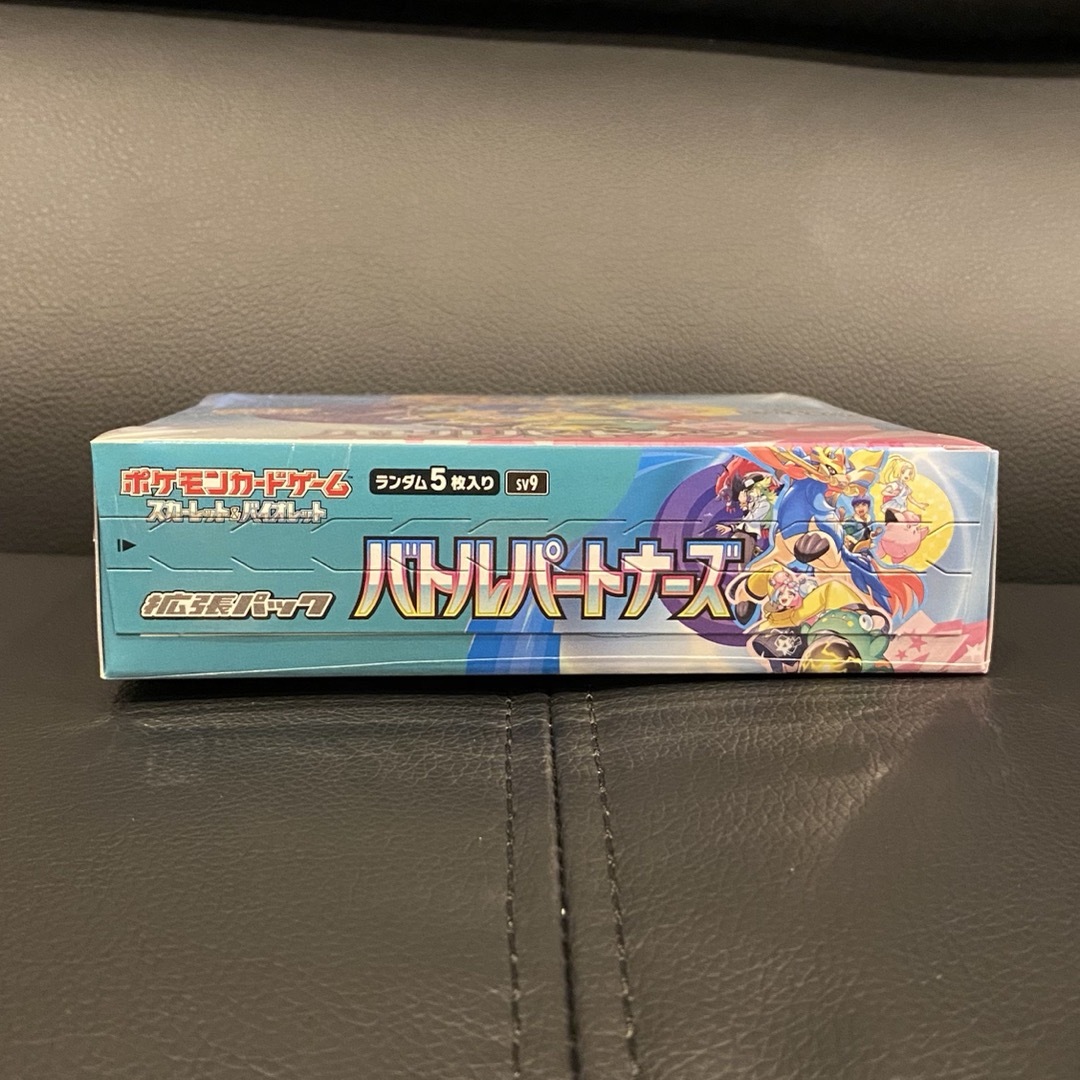 ポケモンカードゲーム
スカーレット&バイオレット
ランダム5枚入り
SV9
バトルパートナーズ
拡張パック